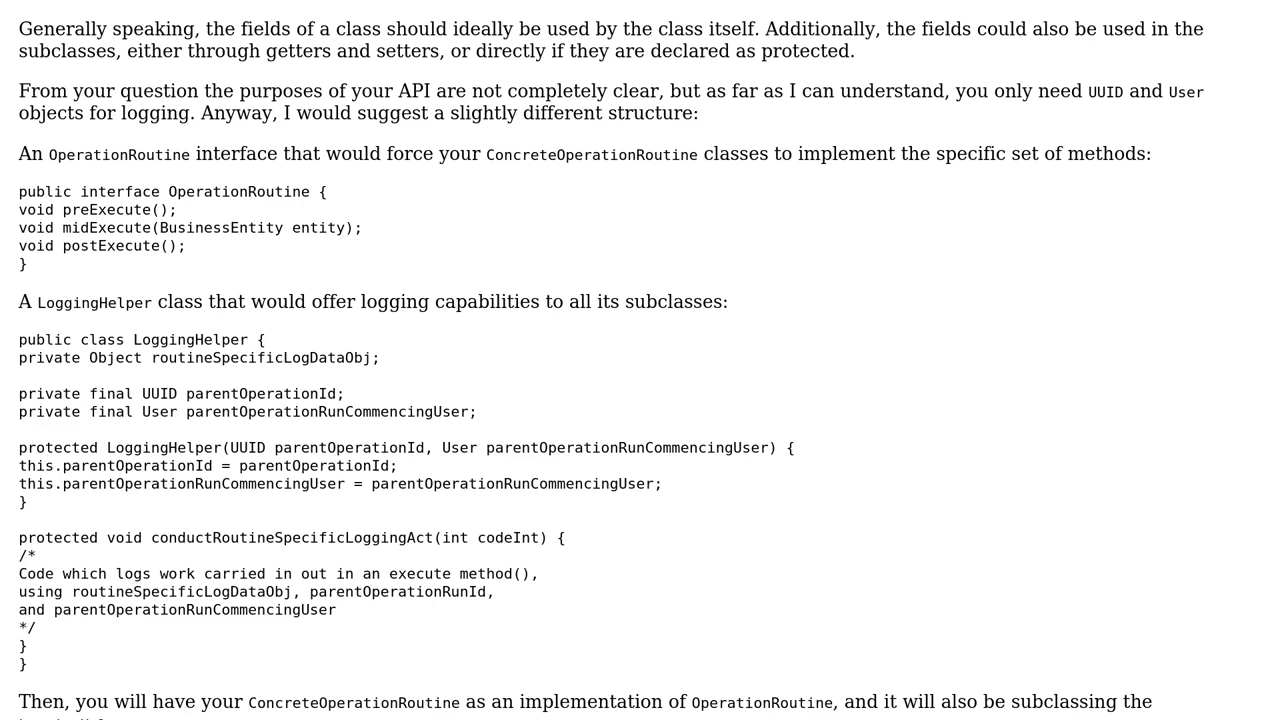 Generally speaking, the fields of a class should ideally be used by the class itself. Additionally, the fields could also be used in the
subclasses, either through getters and setters, or directly if they are declared as protected.
From your question the purposes of your API are not completely clear, but as far as I can understand, you only need UUID and User
objects for logging. Anyway, I would suggest a slightly different structure:
An OperationRoutine interface that would force your ConcreteOperationRoutine classes to implement the specific set of methods:
public interface OperationRoutine {
void preExecute();
void midExecute(BusinessEntity entity);
void postExecute();
}
A LoggingHelper class that would offer logging capabilities to all its subclasses:
public class LoggingHelper {
private Object routineSpecificLogDataObj;
private final UUID parentOperationId;
private final User parentOperationRunCommencingUser;
protected LoggingHelper(UUID parentOperationId, User parentOperationRunCommencingUser) {
this.parentOperationId = parentOperationId;
this.parentOperationRunCommencingUser = parentOperationRunCommencingUser;
}
protected void conductRoutineSpecificLoggingAct(int codeInt) {
/*
Code which logs work carried in out in an execute method(),
using routineSpecificLogDataObj, parentOperationRunId,
and parentOperationRunCommencingUser
*/
}
}
Then, you will have your ConcreteOperationRoutine as an implementation of OperationRoutine, and it will also be subclassing the